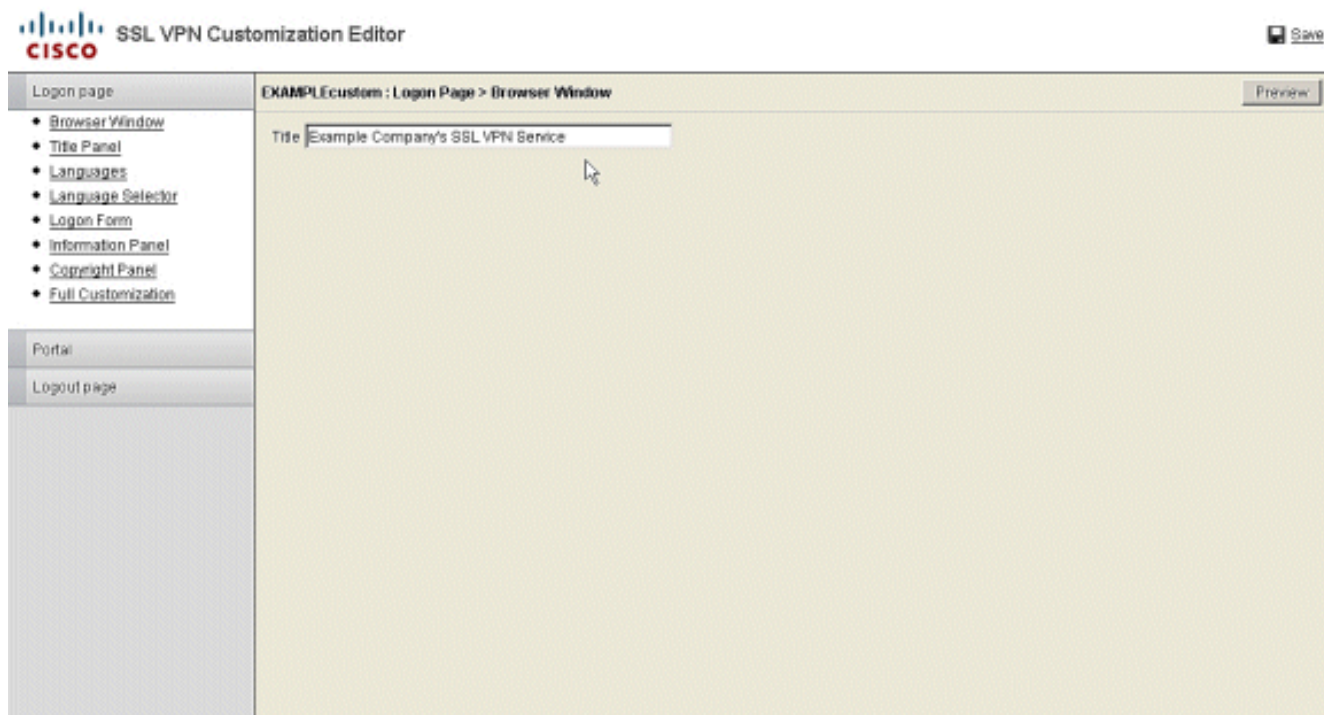 CISCO
SSL VPN Customization Editor
Save
Logon page
Browser Window
Title Panel
Languages
Language Selector
Logon Form
Information Panel
Copyright Panel
Full Customization
Portal
Logout page
EXAMPLEcustom : Logon Page > Browser Window
Preview
Title Example Company's SSL VPN Service